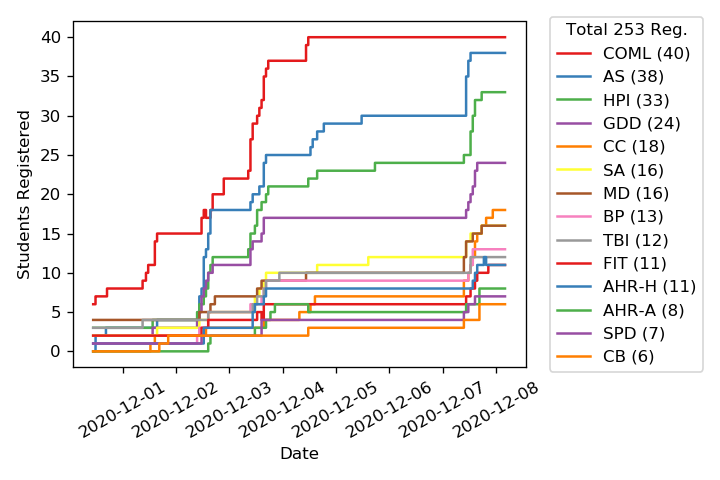 Total 253 Reg.
COML (40)
AS (38)
HPI (33)
GDD (24)
CC (18)
SA (16)
MD (16)
BP (13)
TBI (12)
FIT (11)
AHR-H (11)
AHR-A (8)
SPD (7)
CB (6)
Students Registered
40
35
30
25
20
15
10
5
0
2020-12-01
2020-12-02
2020-12-03
2020-12-04
2020-12-05
2020-12-06
2020-12-07
2020-12-08
Date